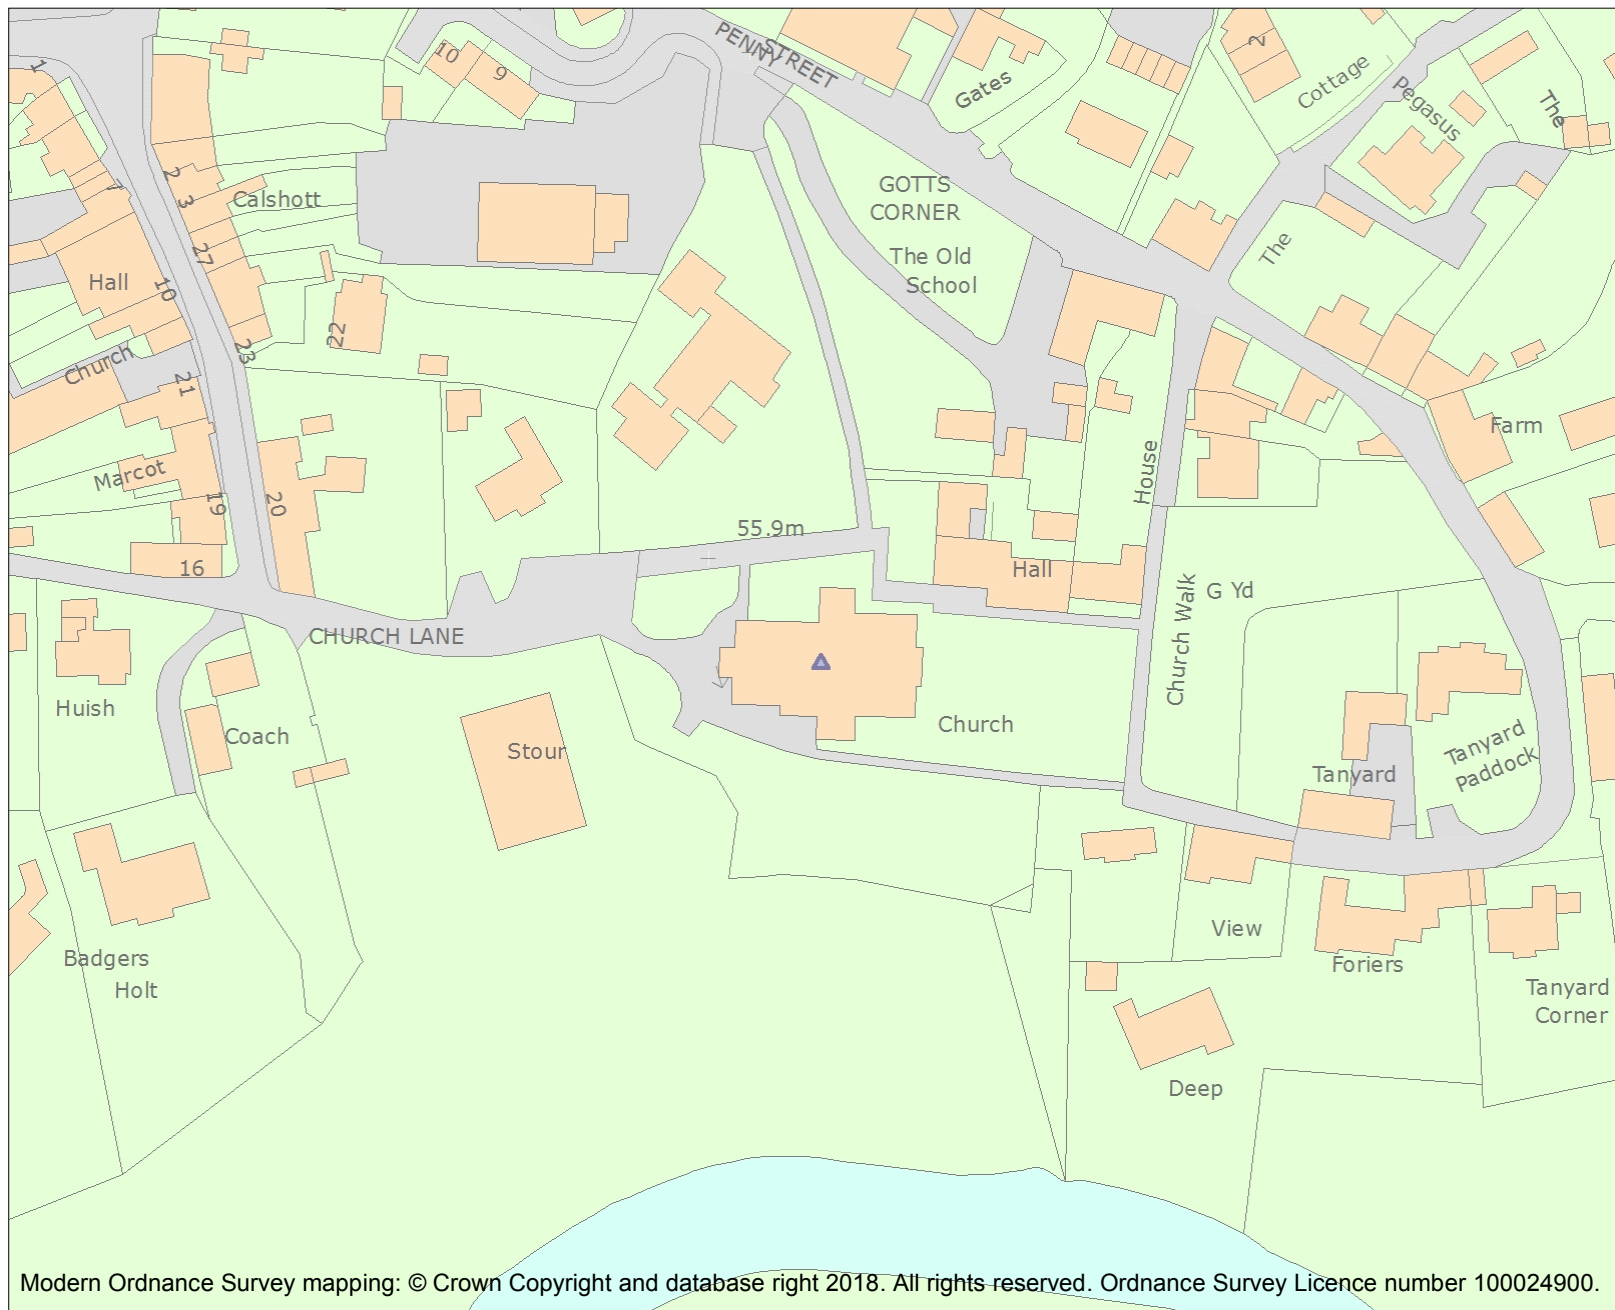 PENNY
STREET
1
10
9
2
Gates
Cottage
Pegasus
The
7
2
3
Calshott
GOTTS
CORNER
The Old
School
The
27
Hall
10
22
23
Church
21
Marcot
19
20
Farm
House
55.9m
16
Hall
G Yd
Church Walk
CHURCH LANE
Huish
Coach
Stour
Church
Tanyard
Tanyard
Paddock
View
Foriers
Badgers
Holt
Tanyard
Corner
Deep
Modern Ordnance Survey mapping: © Crown Copyright and database right 2018. All rights reserved. Ordnance Survey Licence number 100024900.